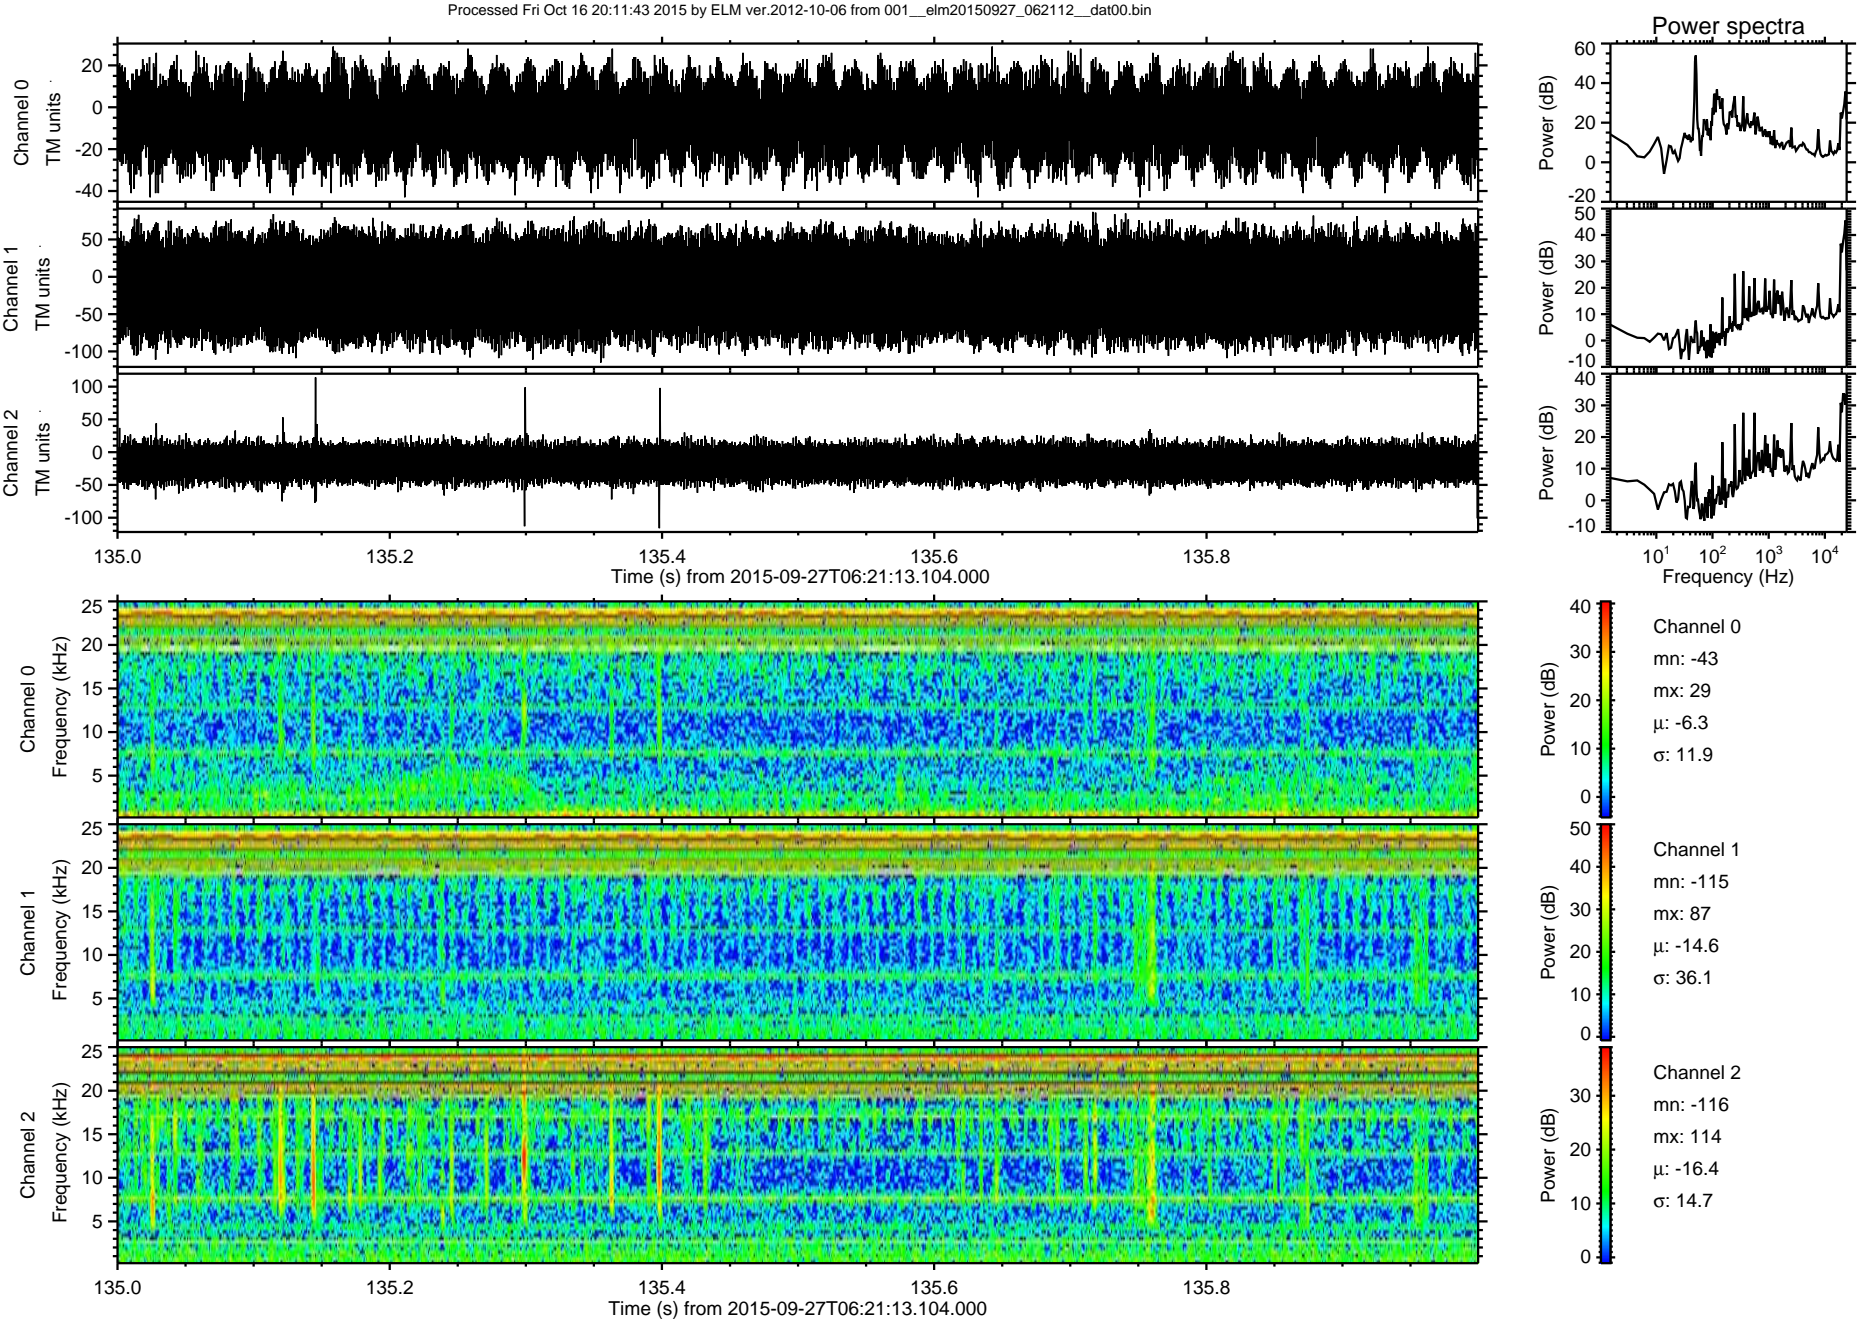 Processed Fri Oct 16 20:11:43 2015 by ELM ver.2012-10-06 from 001__elm20150927_062112__dat00.bin
Power spectra
Channel 0
TM units
20
0
-20
-40
Power (dB)
60
40
20
0
-20
Channel 1
TM units
50
0
-50
-100
Power (dB)
50
40
30
20
10
0
-10
Channel 2
TM units
100
50
0
-50
-100
Power (dB)
40
30
20
10
0
-10
135.0 135.2 135.4 135.6 135.8
Time (s) from 2015-09-27T06:21:13.104.000
10¹ 10² 10³ 10⁴
Frequency (Hz)
Channel 0
Frequency (kHz)
25
20
15
10
5
Power (dB)
40
30
20
10
0
Channel 0
mn: -43
mx: 29
μ: -6.3
σ: 11.9
Channel 1
Frequency (kHz)
25
20
15
10
5
Power (dB)
50
40
30
20
10
0
Channel 1
mn: -115
mx: 87
μ: -14.6
σ: 36.1
Channel 2
Frequency (kHz)
25
20
15
10
5
Power (dB)
30
20
10
0
Channel 2
mn: -116
mx: 114
μ: -16.4
σ: 14.7
135.0 135.2 135.4 135.6 135.8
Time (s) from 2015-09-27T06:21:13.104.000